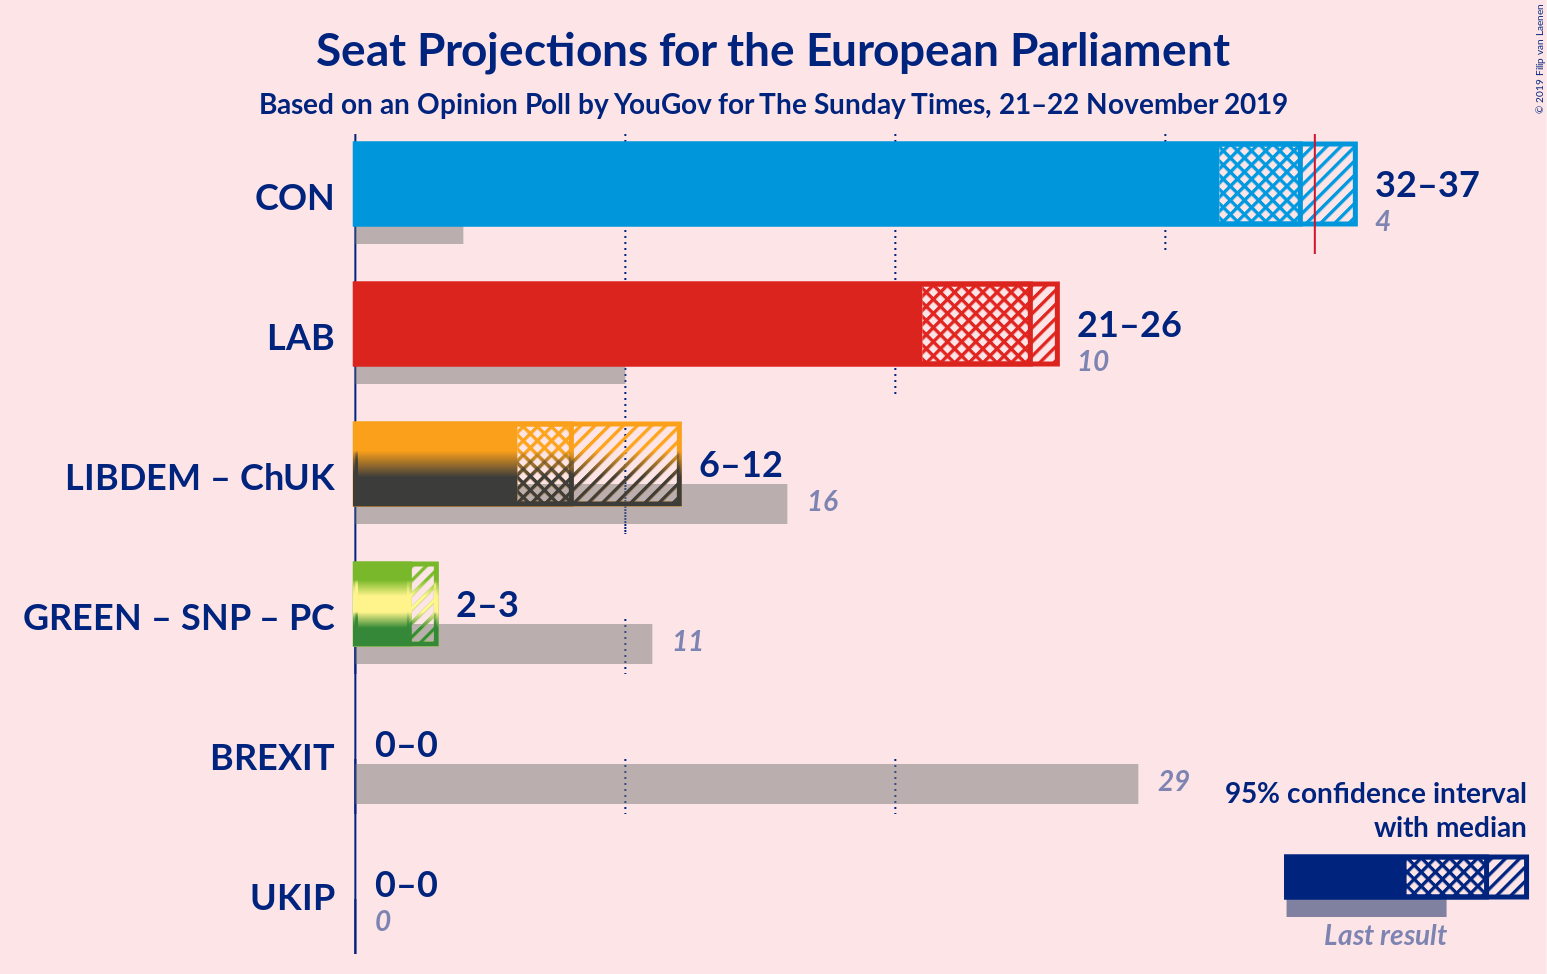 Seat Projections for the European Parliament
Based on an Opinion Poll by YouGov for The Sunday Times, 21–22 November 2019
© 2019 Filip van Laenen
CON
32–37
4
LAB
21–26
10
LIBDEM – ChUK
6–12
16
GREEN – SNP – PC
2–3
11
BREXIT
0–0
29
UKIP
0–0
0
95% confidence interval
with median
Last result